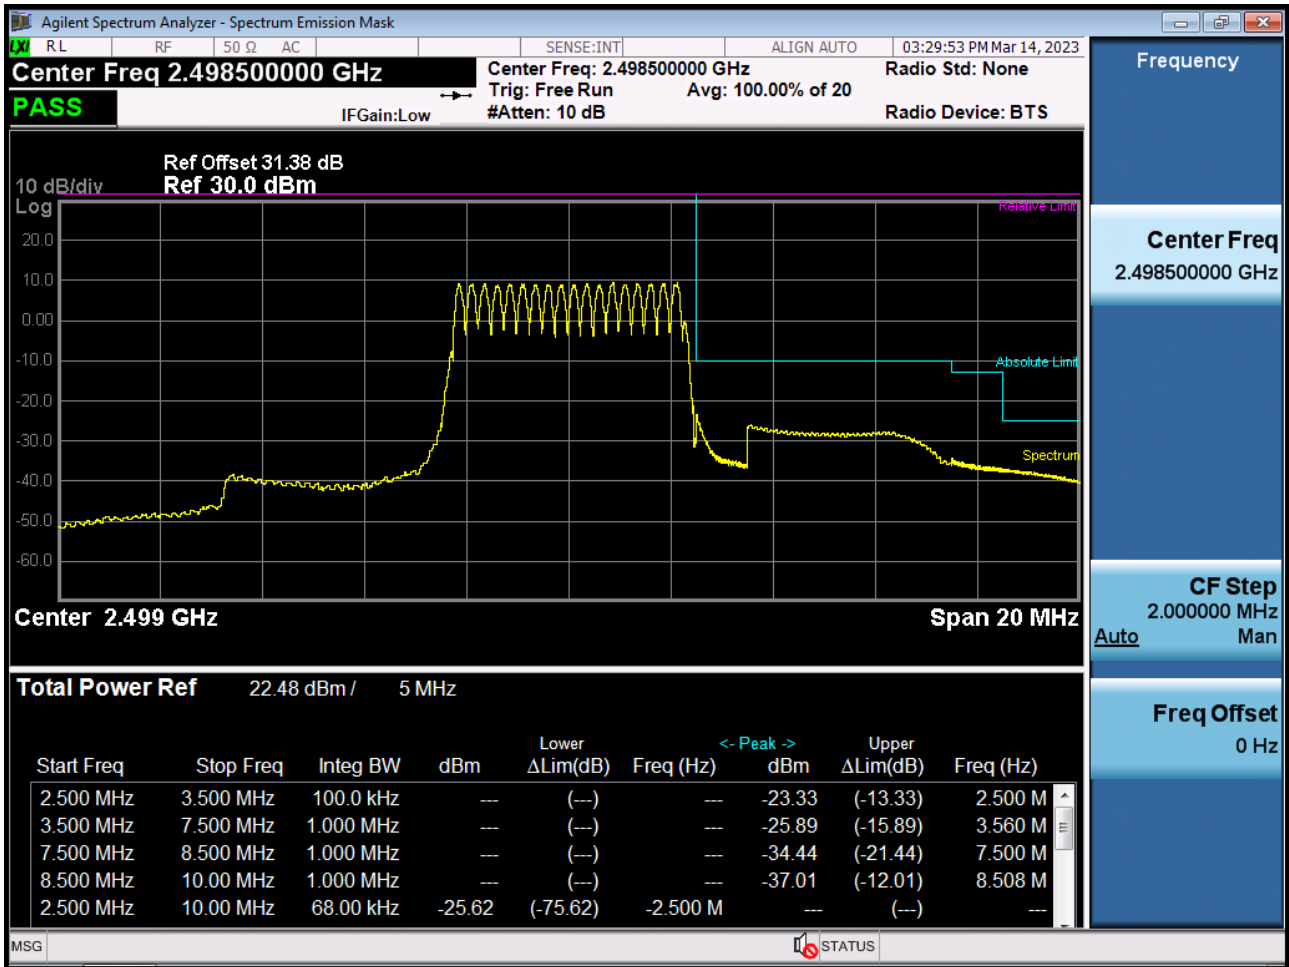 Agilent Spectrum Analyzer - Spectrum Emission Mask
LXI RL RF 50 Ω AC SENSE:INT ALIGN AUTO 03:29:53 PM Mar 14, 2023
Center Freq 2.498500000 GHz
Center Freq: 2.498500000 GHz Radio Std: None
Trig: Free Run Avg: 100.00% of 20
PASS
IFGain:Low #Atten: 10 dB Radio Device: BTS
Ref Offset 31.38 dB
10 dB/div Ref 30.0 dBm
Log
Relative Limit
20.0
10.0
0.00
-10.0
Absolute Limit
-20.0
-30.0
Spectrum
-40.0
-50.0
-60.0
Center 2.499 GHz Span 20 MHz
Total Power Ref 22.48 dBm / 5 MHz
Lower <- Peak -> Upper
Start Freq Stop Freq Integ BW dBm ΔLim(dB) Freq (Hz) dBm ΔLim(dB) Freq (Hz)
2.500 MHz 3.500 MHz 100.0 kHz --- (---) --- -23.33 (-13.33) 2.500 M
3.500 MHz 7.500 MHz 1.000 MHz --- (---) --- -25.89 (-15.89) 3.560 M
7.500 MHz 8.500 MHz 1.000 MHz --- (---) --- -34.44 (-21.44) 7.500 M
8.500 MHz 10.00 MHz 1.000 MHz --- (---) --- -37.01 (-12.01) 8.508 M
2.500 MHz 10.00 MHz 68.00 kHz -25.62 (-75.62) -2.500 M --- (---) ---
MSG STATUS
Frequency
Center Freq
2.498500000 GHz
CF Step
2.000000 MHz
Auto Man
Freq Offset
0 Hz